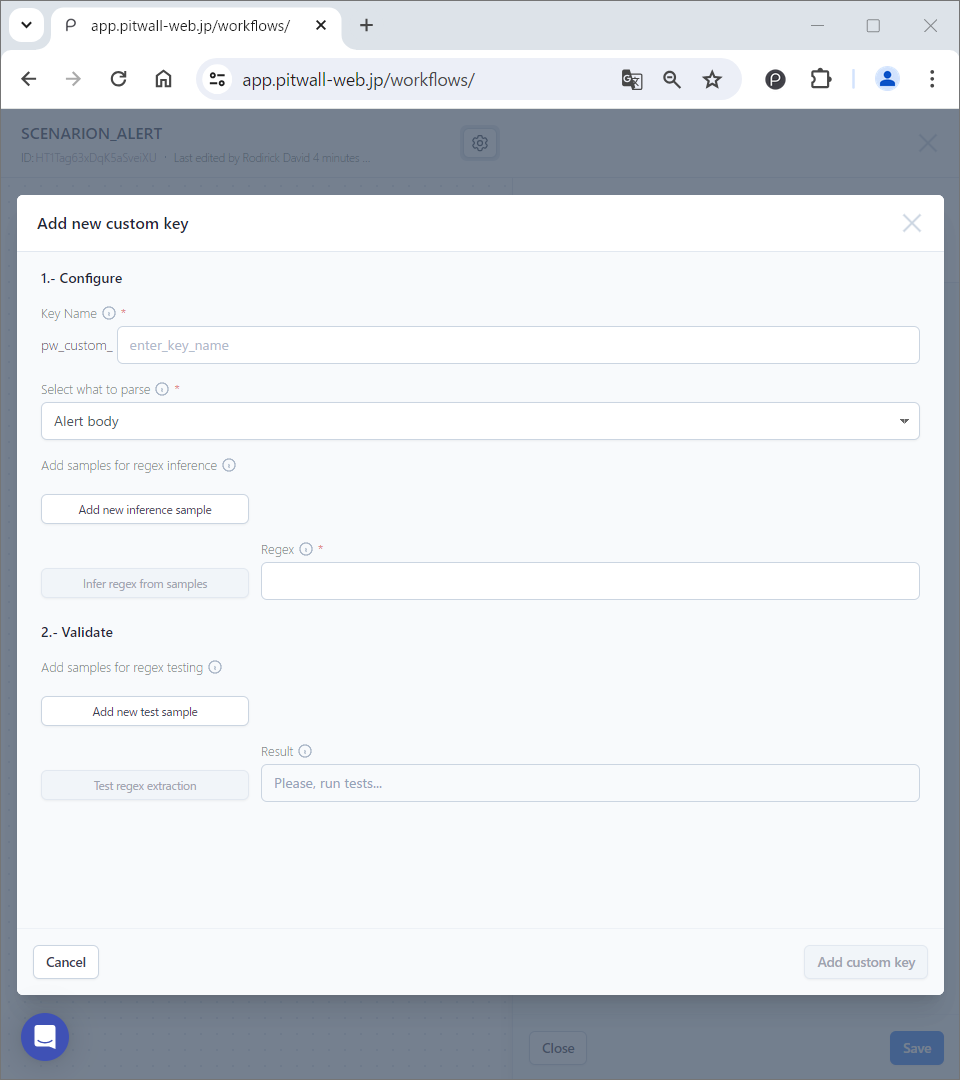 app.pitwall-web.jp/workflows/
app.pitwall-web.jp/workflows/
SCENARION_ALERT
Last edited by Rodirick David 4 minutes ...
Add new custom key
1.- Configure
Key Name *
pw_custom_ enter_key_name
Select what to parse *
Alert body
Add samples for regex inference
Add new inference sample
Regex *
Infer regex from samples
2.- Validate
Add samples for regex testing
Add new test sample
Result
Test regex extraction
Please, run tests...
Cancel
Add custom key
Close
Save